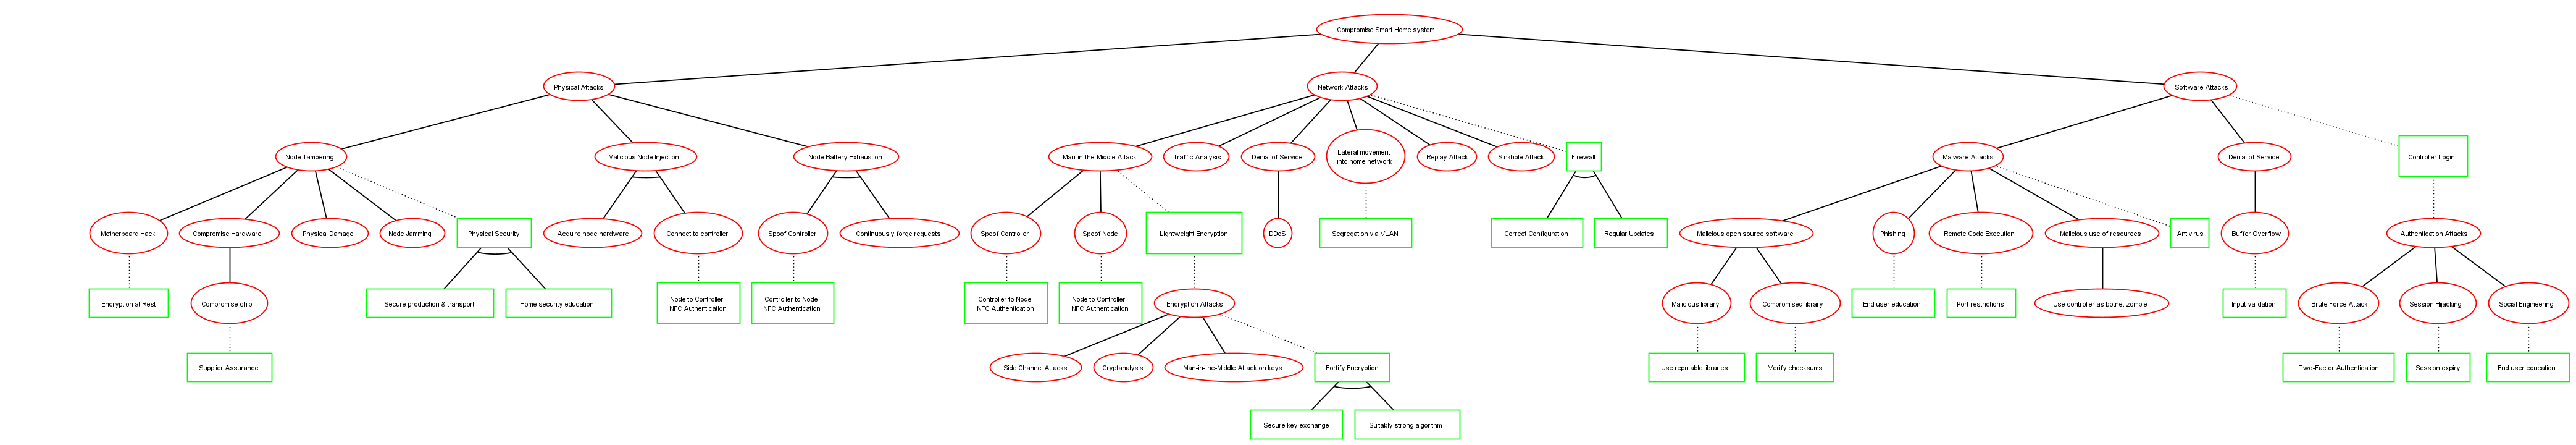 Compromise Smart Home system
Physical Attacks
Network Attacks
Software Attacks
Node Tampering
Malicious Node Injection
Node Battery Exhaustion
Man-in-the-Middle Attack
Traffic Analysis
Denial of Service
Lateral movement
into home network
Replay Attack
Sinkhole Attack
Firewall
Malware Attacks
Denial of Service
Controller Login
Motherboard Hack
Compromise Hardware
Physical Damage
Node Jamming
Physical Security
Acquire node hardware
Connect to controller
Spoof Controller
Continuously forge requests
Spoof Controller
Spoof Node
Lightweight Encryption
DDoS
Segregation via VLAN
Correct Configuration
Regular Updates
Malicious open source software
Phishing
Remote Code Execution
Malicious use of resources
Antivirus
Buffer Overflow
Authentication Attacks
Encryption at Rest
Compromise chip
Secure production & transport
Home security education
Node to Controller
NFC Authentication
Controller to Node
NFC Authentication
Controller to Node
NFC Authentication
Node to Controller
NFC Authentication
Encryption Attacks
Malicious library
Compromised library
End user education
Port restrictions
Use controller as botnet zombie
Input validation
Brute Force Attack
Session Hijacking
Social Engineering
Supplier Assurance
Side Channel Attacks
Cryptanalysis
Man-in-the-Middle Attack on keys
Fortify Encryption
Use reputable libraries
Verify checksums
Two-Factor Authentication
Session expiry
End user education
Secure key exchange
Suitably strong algorithm